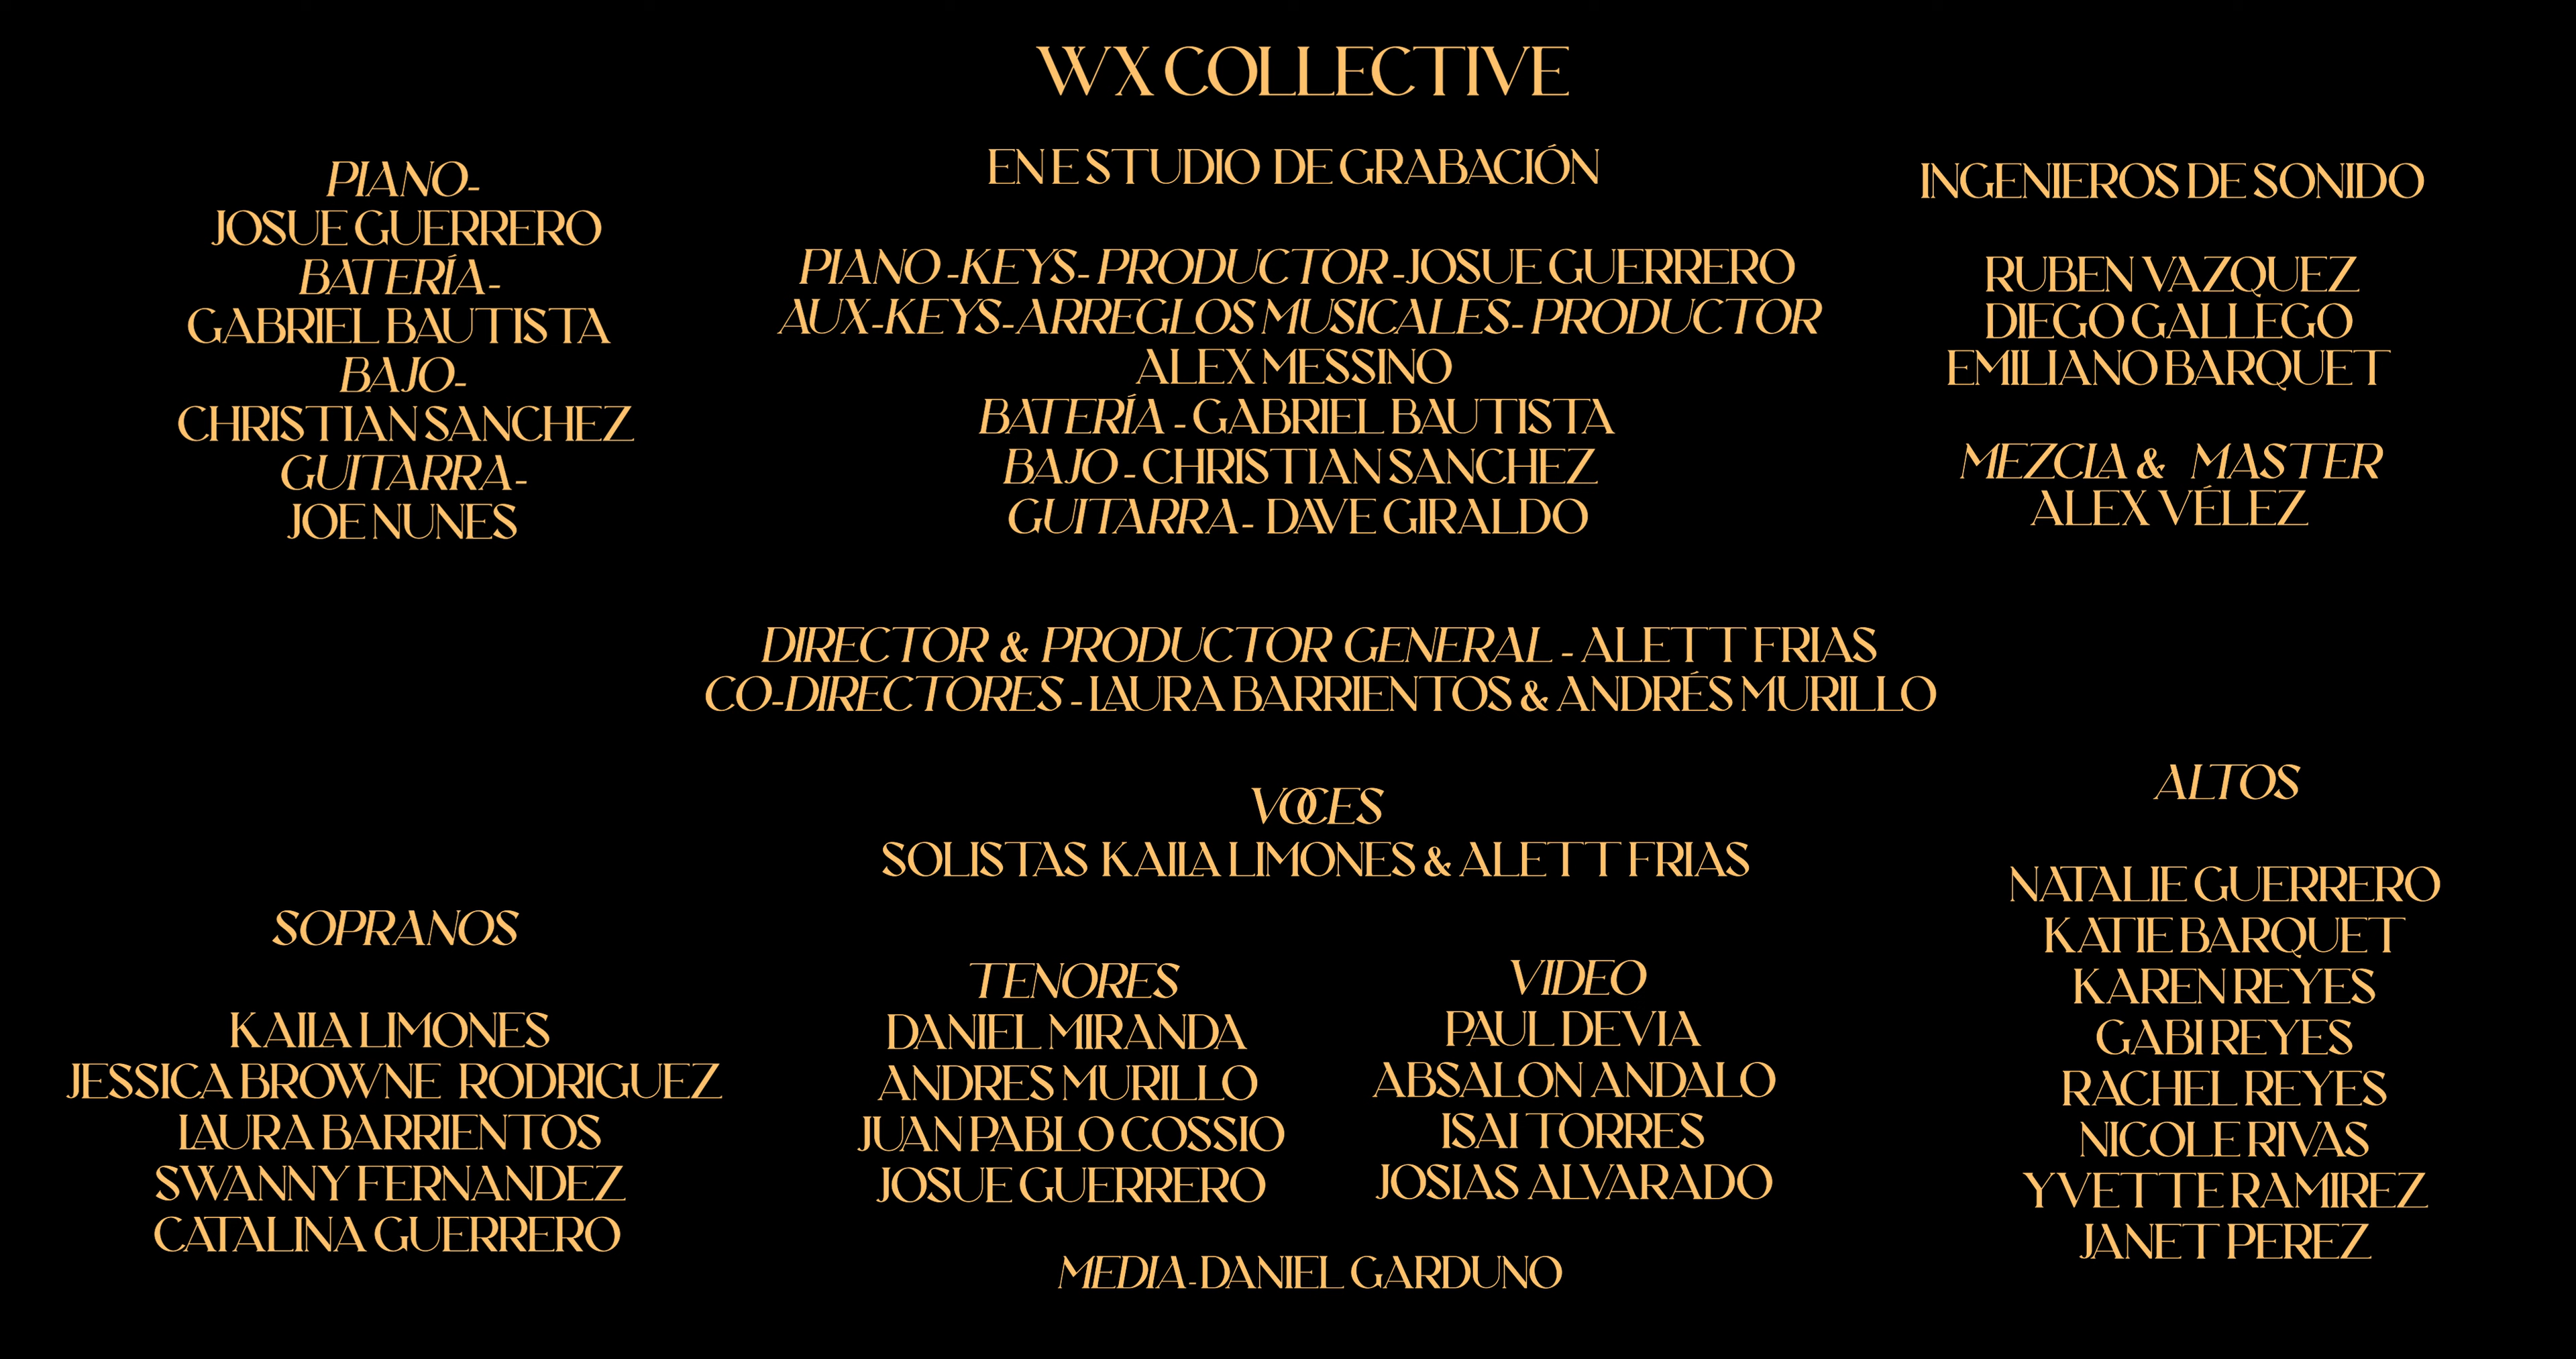 WX COLLECTIVE
PIANO-
JOSUE GUERRERO
BATERÍA-
GABRIEL BAUTISTA
BAJO-
CHRISTIAN SANCHEZ
GUITARRA-
JOE NUNES
EN ESTUDIO DE GRABACIÓN
PIANO -KEYS- PRODUCTOR -JOSUE GUERRERO
AUX-KEYS-ARREGLOS MUSICALES- PRODUCTOR
ALEX MESSINO
BATERÍA - GABRIEL BAUTISTA
BAJO - CHRISTIAN SANCHEZ
GUITARRA- DAVE GIRALDO
INGENIEROS DE SONIDO
RUBEN VAZQUEZ
DIEGO GALLEGO
EMILIANO BARQUET
MEZCLA & MASTER
ALEX VÉLEZ
DIRECTOR & PRODUCTOR GENERAL - ALETT FRIAS
CO-DIRECTORES - LAURA BARRIENTOS & ANDRÉS MURILLO
VOCES
SOLISTAS KAILA LIMONES & ALETT FRIAS
SOPRANOS
KAILA LIMONES
JESSICA BROWNE RODRIGUEZ
LAURA BARRIENTOS
SWANNY FERNANDEZ
CATALINA GUERRERO
TENORES
DANIEL MIRANDA
ANDRES MURILLO
JUAN PABLO COSSIO
JOSUE GUERRERO
VIDEO
PAUL DEVIA
ABSALON ANDALO
ISAI TORRES
JOSIAS ALVARADO
ALTOS
NATALIE GUERRERO
KATIE BARQUET
KAREN REYES
GABI REYES
RACHEL REYES
NICOLE RIVAS
YVETTE RAMIREZ
JANET PEREZ
MEDIA-DANIEL GARDUNO